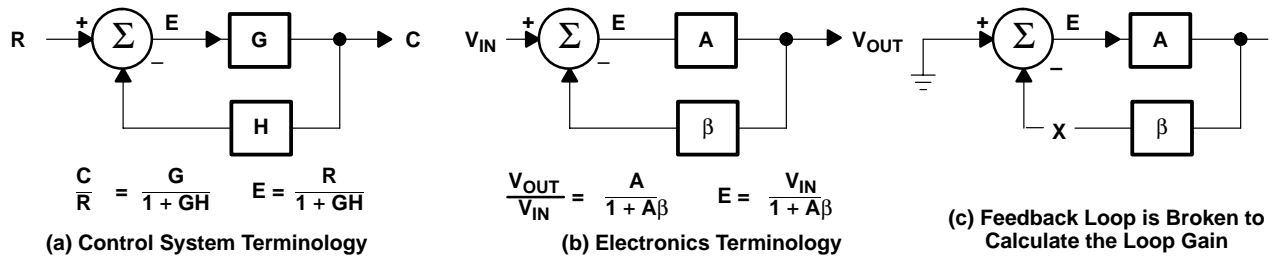 R + Σ − E G C
H
C/R = G/1 + GH E = R/1 + GH
(a) Control System Terminology
V_IN + Σ − E A V_OUT
β
V_OUT/V_IN = A/1 + Aβ E = V_IN/1 + Aβ
(b) Electronics Terminology
+ Σ − E A
X β
(c) Feedback Loop is Broken to
Calculate the Loop Gain